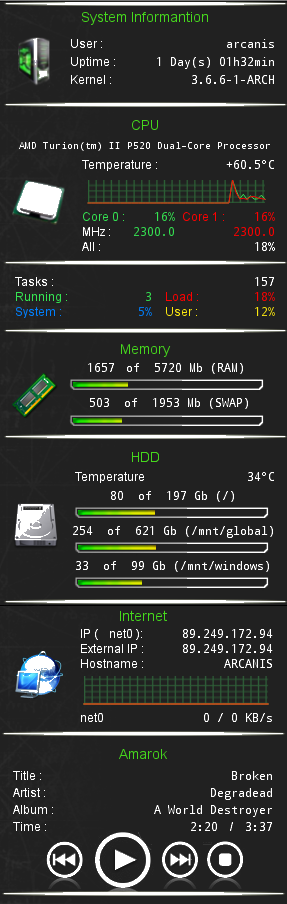 System Informantion
User : arcanis
Uptime : 1 Day(s) 01h32min
Kernel : 3.6.6-1-ARCH
CPU
AMD Turion(tm) II P520 Dual-Core Processor
Temperature : +60.5°C
Core 0 : 16% Core 1 : 16%
MHz : 2300.0 2300.0
All : 18%
Tasks : 157
Running : 3 Load : 18%
System : 5% User : 12%
Memory
1657 of 5720 Mb (RAM)
503 of 1953 Mb (SWAP)
HDD
Temperature 34°C
80 of 197 Gb (/)
254 of 621 Gb (/mnt/global)
33 of 99 Gb (/mnt/windows)
Internet
IP ( net0 ): 89.249.172.94
External IP : 89.249.172.94
Hostname : ARCANIS
net0 0 / 0 KB/s
Amarok
Title : Broken
Artist : Degradead
Album : A World Destroyer
Time : 2:20 / 3:37